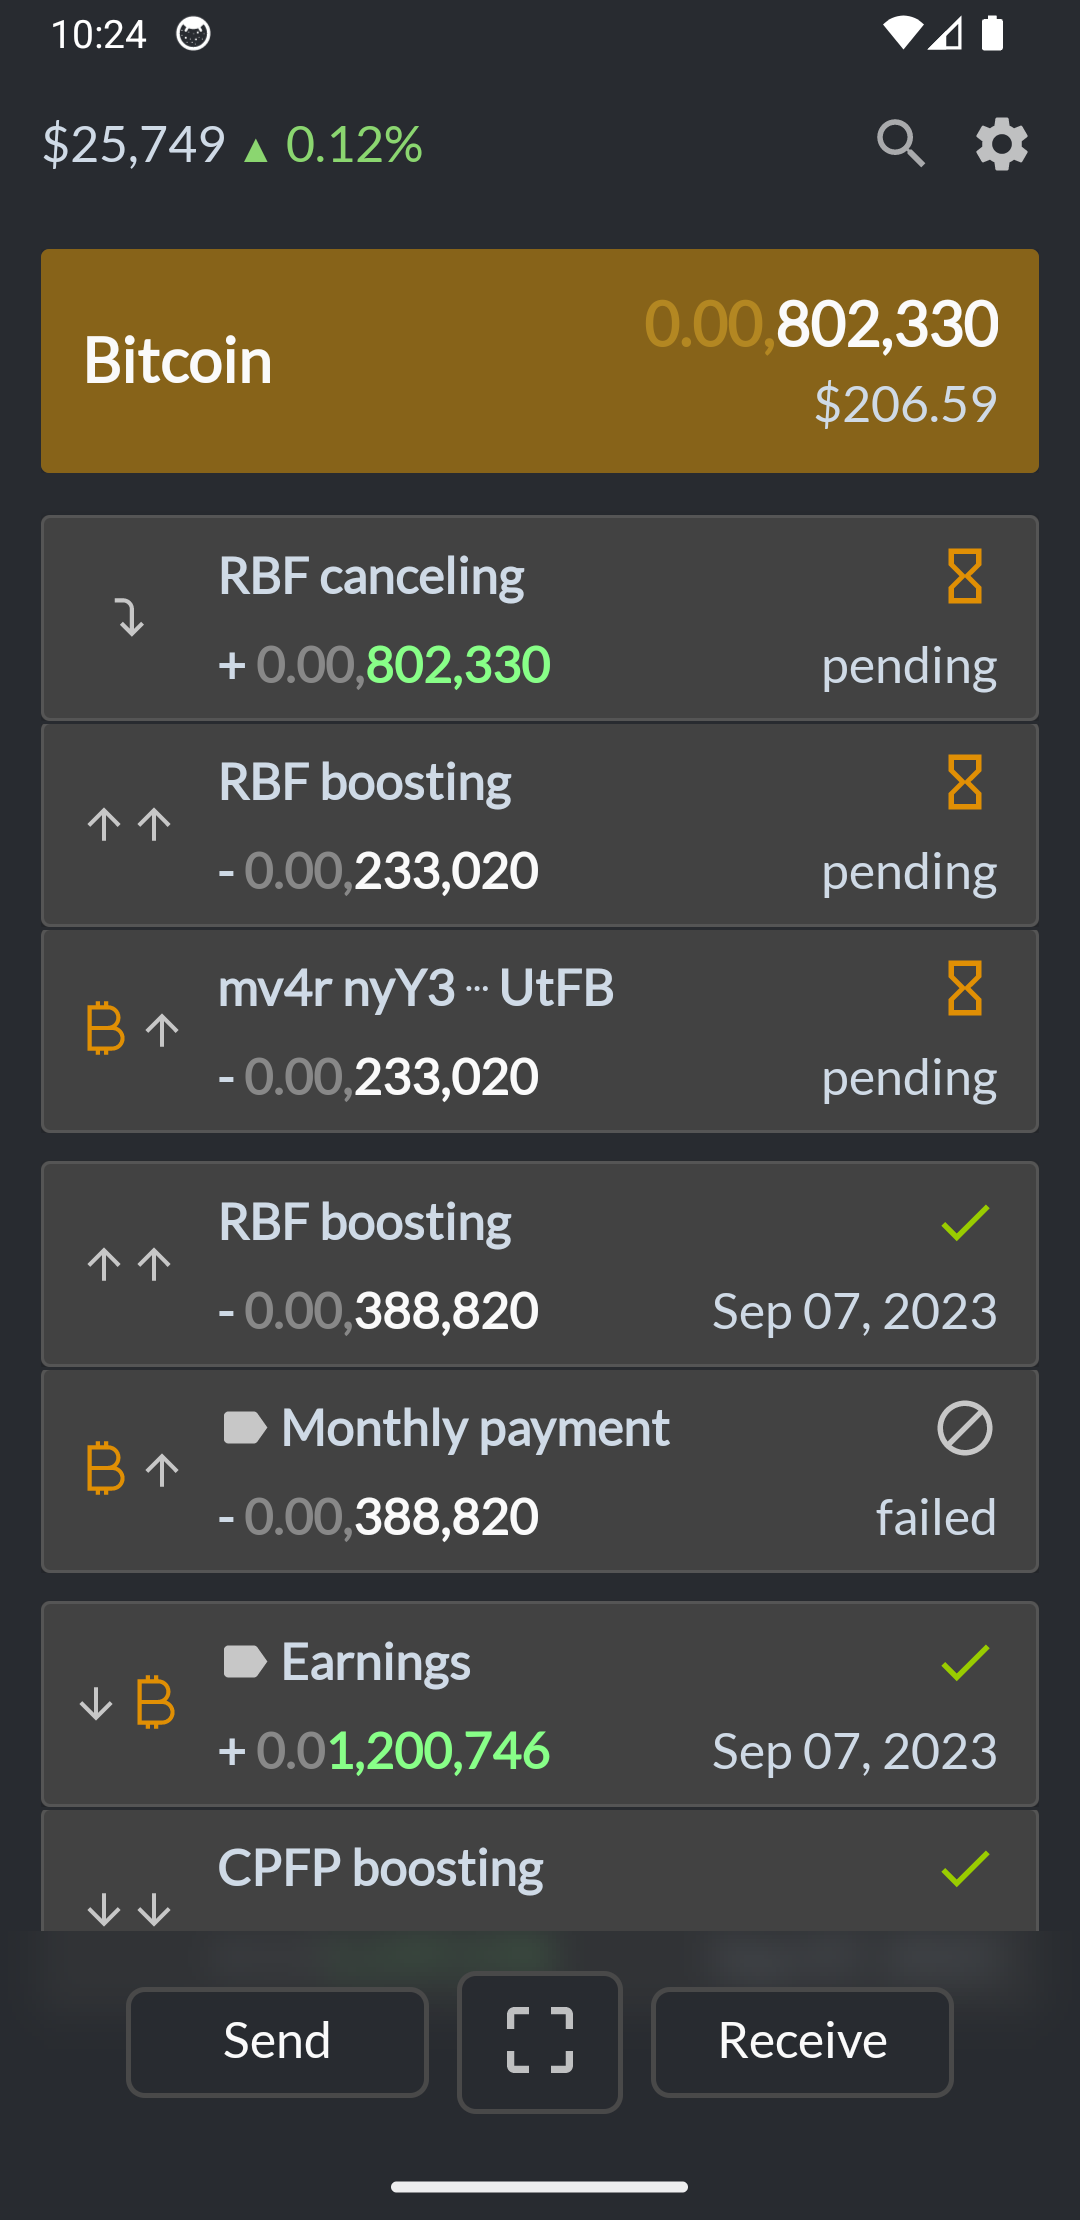 10:24
$25,749 ▲ 0.12%
Bitcoin
0.00,802,330
$206.59
RBF canceling
+ 0.00,802,330 pending
RBF boosting
- 0.00,233,020 pending
mv4r nyY3 ··· UtFB
- 0.00,233,020 pending
RBF boosting
- 0.00,388,820 Sep 07, 2023
Monthly payment
- 0.00,388,820 failed
Earnings
+ 0.01,200,746 Sep 07, 2023
CPFP boosting
Send Receive